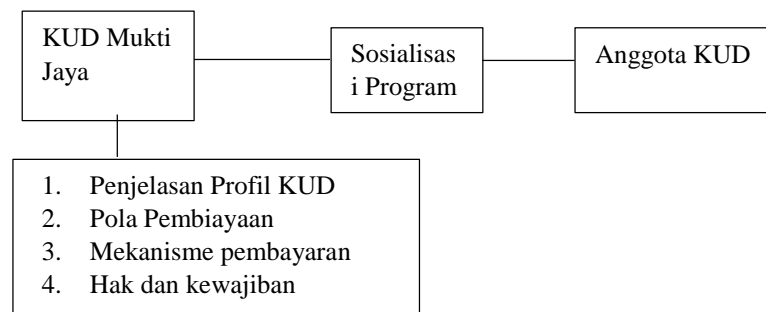 KUD Mukti
Jaya
Sosialisas
i Program
Anggota KUD
1. Penjelasan Profil KUD
2. Pola Pembiayaan
3. Mekanisme pembayaran
4. Hak dan kewajiban